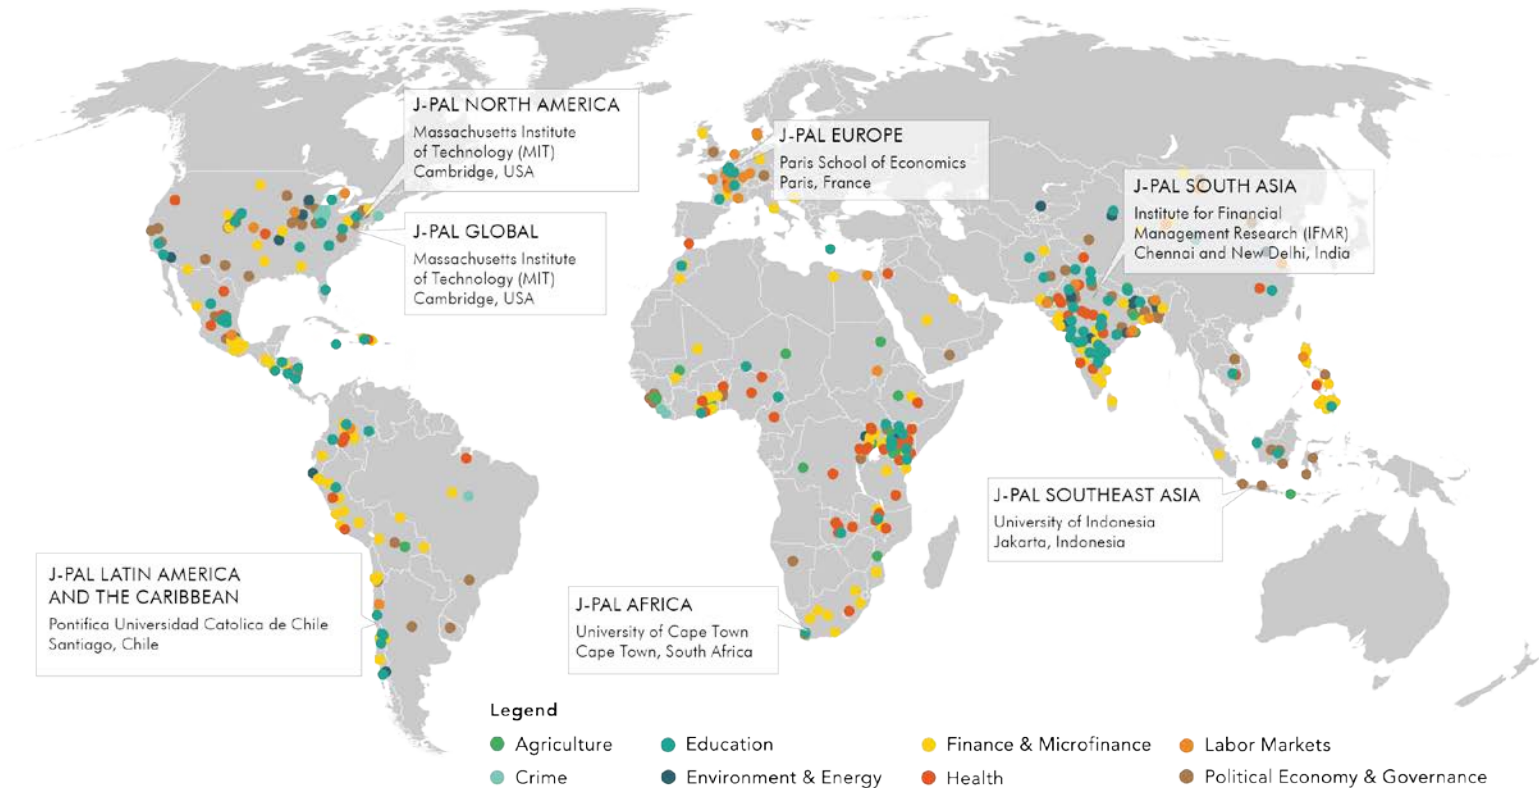 J-PAL NORTH AMERICA
Massachusetts Institute
of Technology (MIT)
Cambridge, USA
J-PAL GLOBAL
Massachusetts Institute
of Technology (MIT)
Cambridge, USA
J-PAL EUROPE
Paris School of Economics
Paris, France
J-PAL SOUTH ASIA
Institute for Financial
Management Research (IFMR)
Chennai and New Delhi, India
J-PAL SOUTHEAST ASIA
University of Indonesia
Jakarta, Indonesia
J-PAL LATIN AMERICA
AND THE CARIBBEAN
Pontifica Universidad Catolica de Chile
Santiago, Chile
J-PAL AFRICA
University of Cape Town
Cape Town, South Africa
Legend
Agriculture
Education
Finance & Microfinance
Labor Markets
Crime
Environment & Energy
Health
Political Economy & Governance